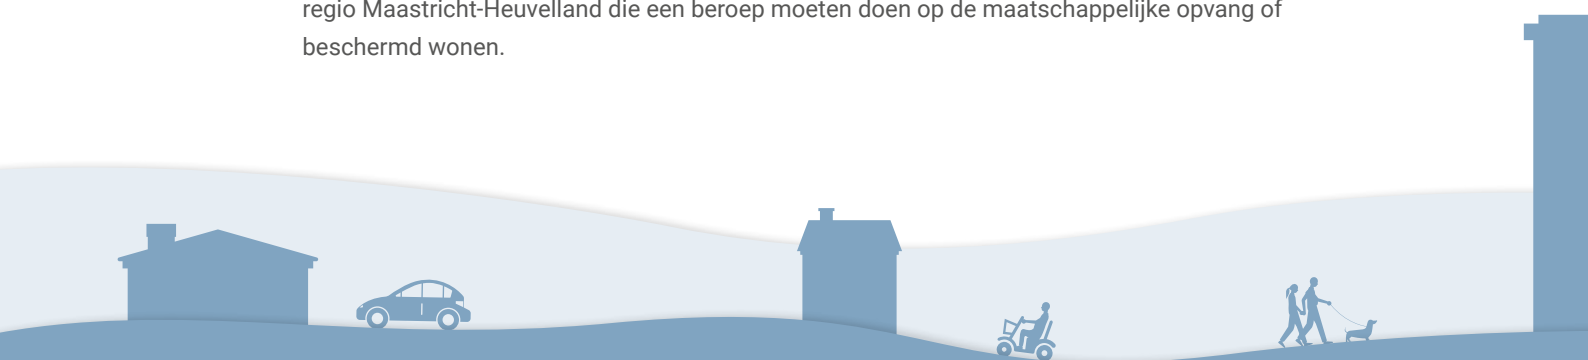 regio Maastricht-Heuvelland die een beroep moeten doen op de maatschappelijke opvang of
beschermd wonen.